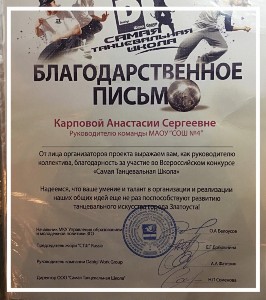 САМАЯ
ТАНЦЕВАЛЬНАЯ
ШКОЛА
БЛАГОДАРСТВЕННОЕ
ПИСЬМО
Карповой Анастасии Сергеевне
Руководителю команды МАОУ "СОШ №4"
От лица организаторов проекта выражаем вам, как руководителю
коллектива, благодарность за участие во Всероссийском конкурсе
«Самая Танцевальная Школа»
Надеемся, что ваше умение и талант в организации и реализации
наших общих идей еще не раз поспособствуют развитию
танцевального искусства города Златоуста!